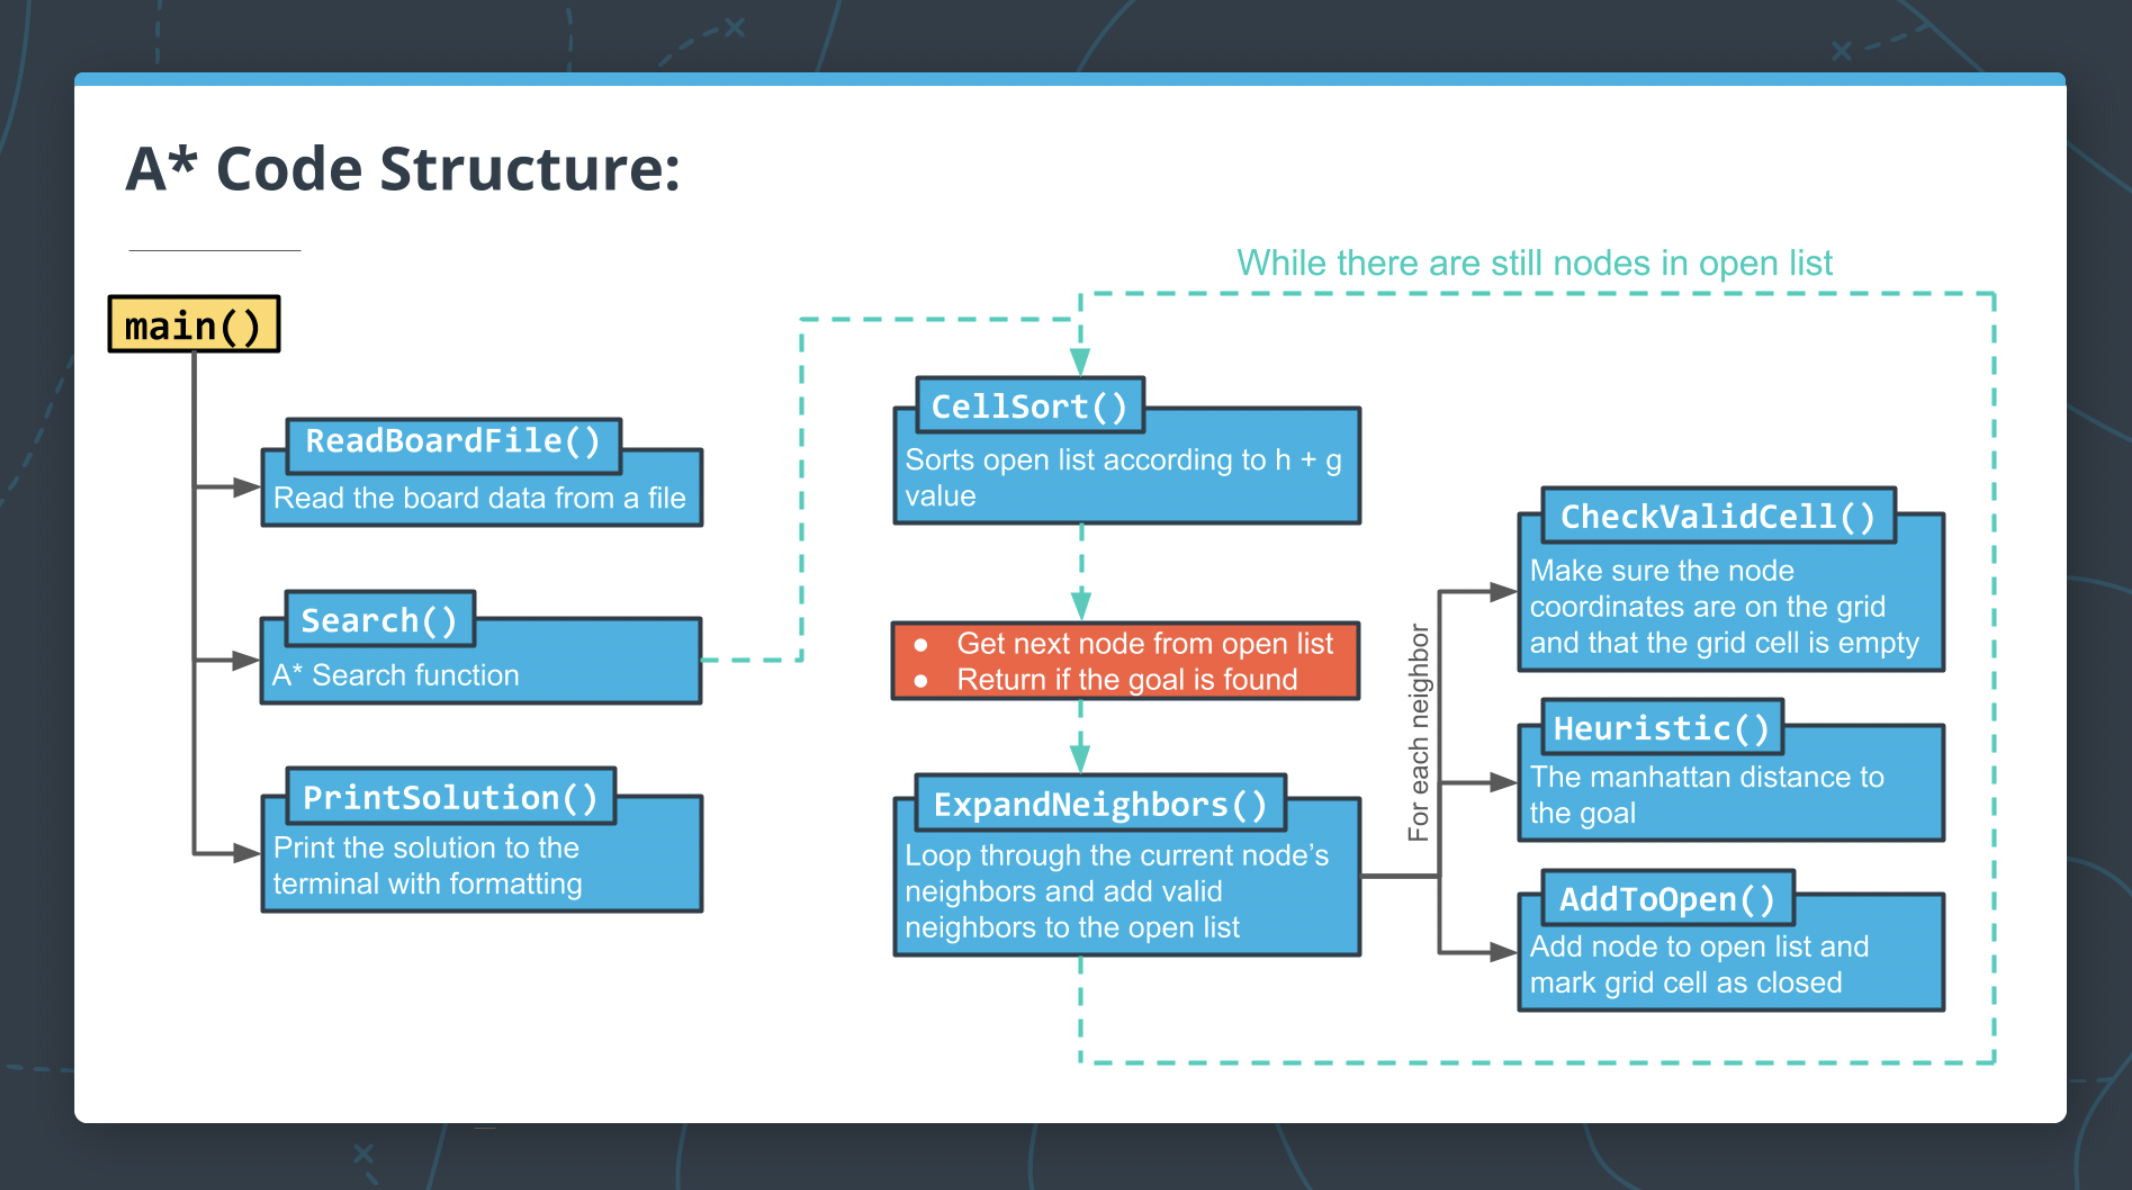 A* Code Structure:
main()
ReadBoardFile()
Read the board data from a file
Search()
A* Search function
PrintSolution()
Print the solution to the
terminal with formatting
While there are still nodes in open list
CellSort()
Sorts open list according to h + g
value
● Get next node from open list
● Return if the goal is found
ExpandNeighbors()
Loop through the current node’s
neighbors and add valid
neighbors to the open list
For each neighbor
CheckValidCell()
Make sure the node
coordinates are on the grid
and that the grid cell is empty
Heuristic()
The manhattan distance to
the goal
AddToOpen()
Add node to open list and
mark grid cell as closed